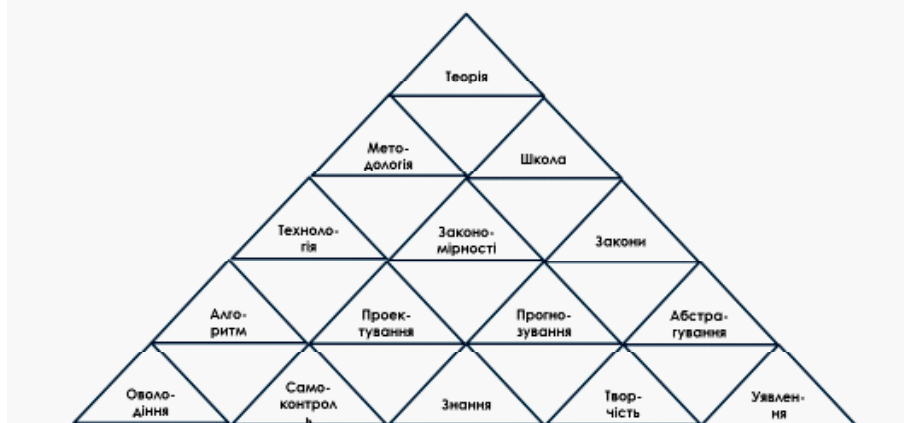 Теорія
Мето-
дологія
Школа
Техноло-
гія
Законо-
мірності
Закони
Алго-
ритм
Проек-
тування
Прогно-
зування
Абстра-
гування
Оволо-
діння
Само-
контрол
ь
Знання
Твор-
чість
Уявлен-
ня